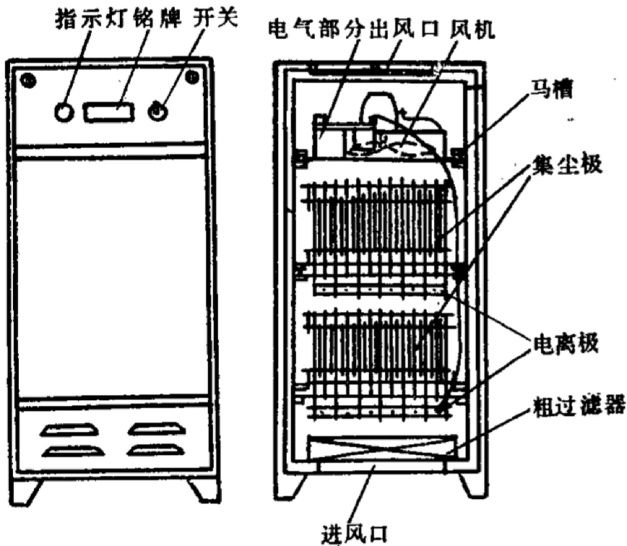 指示灯铭牌 开关
电气部分出风口 风机
马槽
集尘极
电离极
粗过滤器
进风口